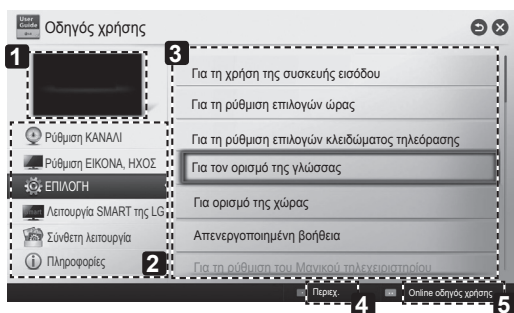 User Guide
Οδηγός χρήσης
1
3
Για τη χρήση της συσκευής εισόδου
Για τη ρύθμιση επιλογών ώρας
Ρύθμιση ΚΑΝΑΛΙ
Για τη ρύθμιση επιλογών κλειδώματος τηλεόρασης
Ρύθμιση ΕΙΚΟΝΑ, ΗΧΟΣ
Για τον ορισμό της γλώσσας
ΕΠΙΛΟΓΗ
Λειτουργία SMART της LG
Για ορισμό της χώρας
Σύνθετη λειτουργία
Απενεργοποιημένη βοήθεια
Πληροφορίες
2
Για τη ρύθμιση του Μαγικού τηλεχειριστηρίου
Περιεχ.
4
Online οδηγός χρήσης
5